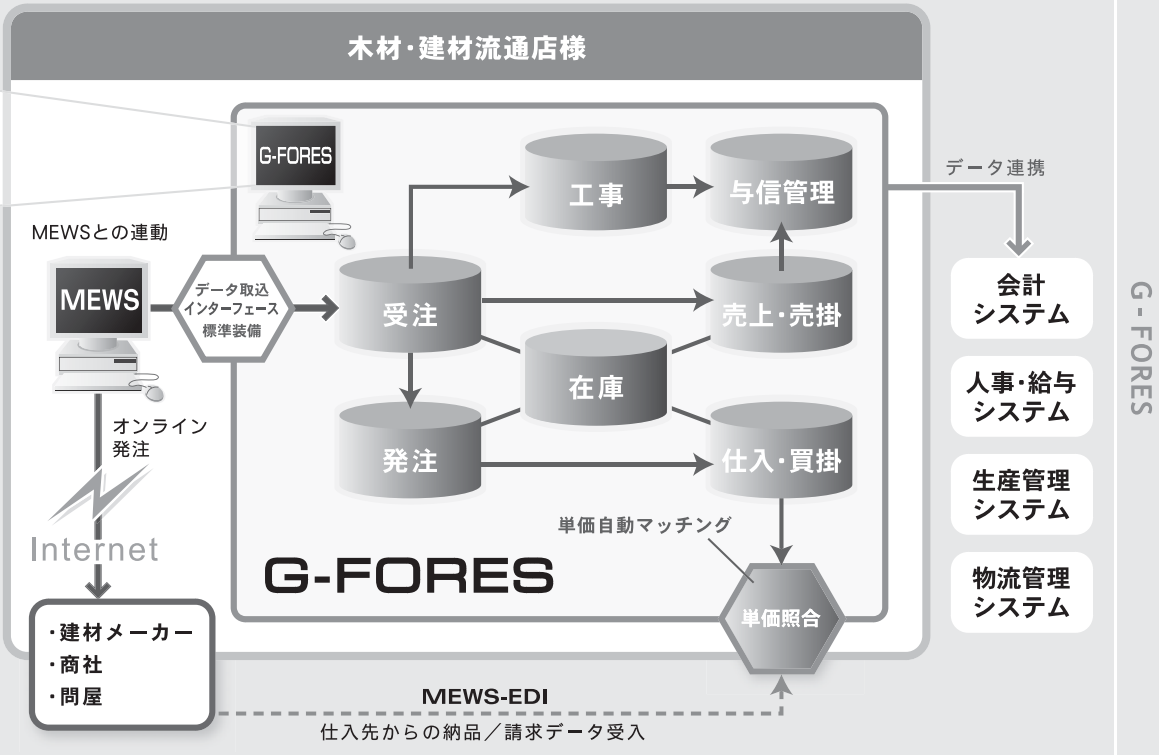 木材・建材流通店様
G-FORES
工事
与信管理
データ連携
MEWSとの連動
MEWS
データ取込
インターフェース
標準装備
受注
売上・売掛
在庫
発注
仕入・買掛
会計
システム
人事・給与
システム
生産管理
システム
物流管理
システム
G-FORES
オンライン
発注
Internet
単価自動マッチング
G-FORES
単価照合
・建材メーカー
・商社
・問屋
MEWS-EDI
仕入先からの納品／請求データ受入